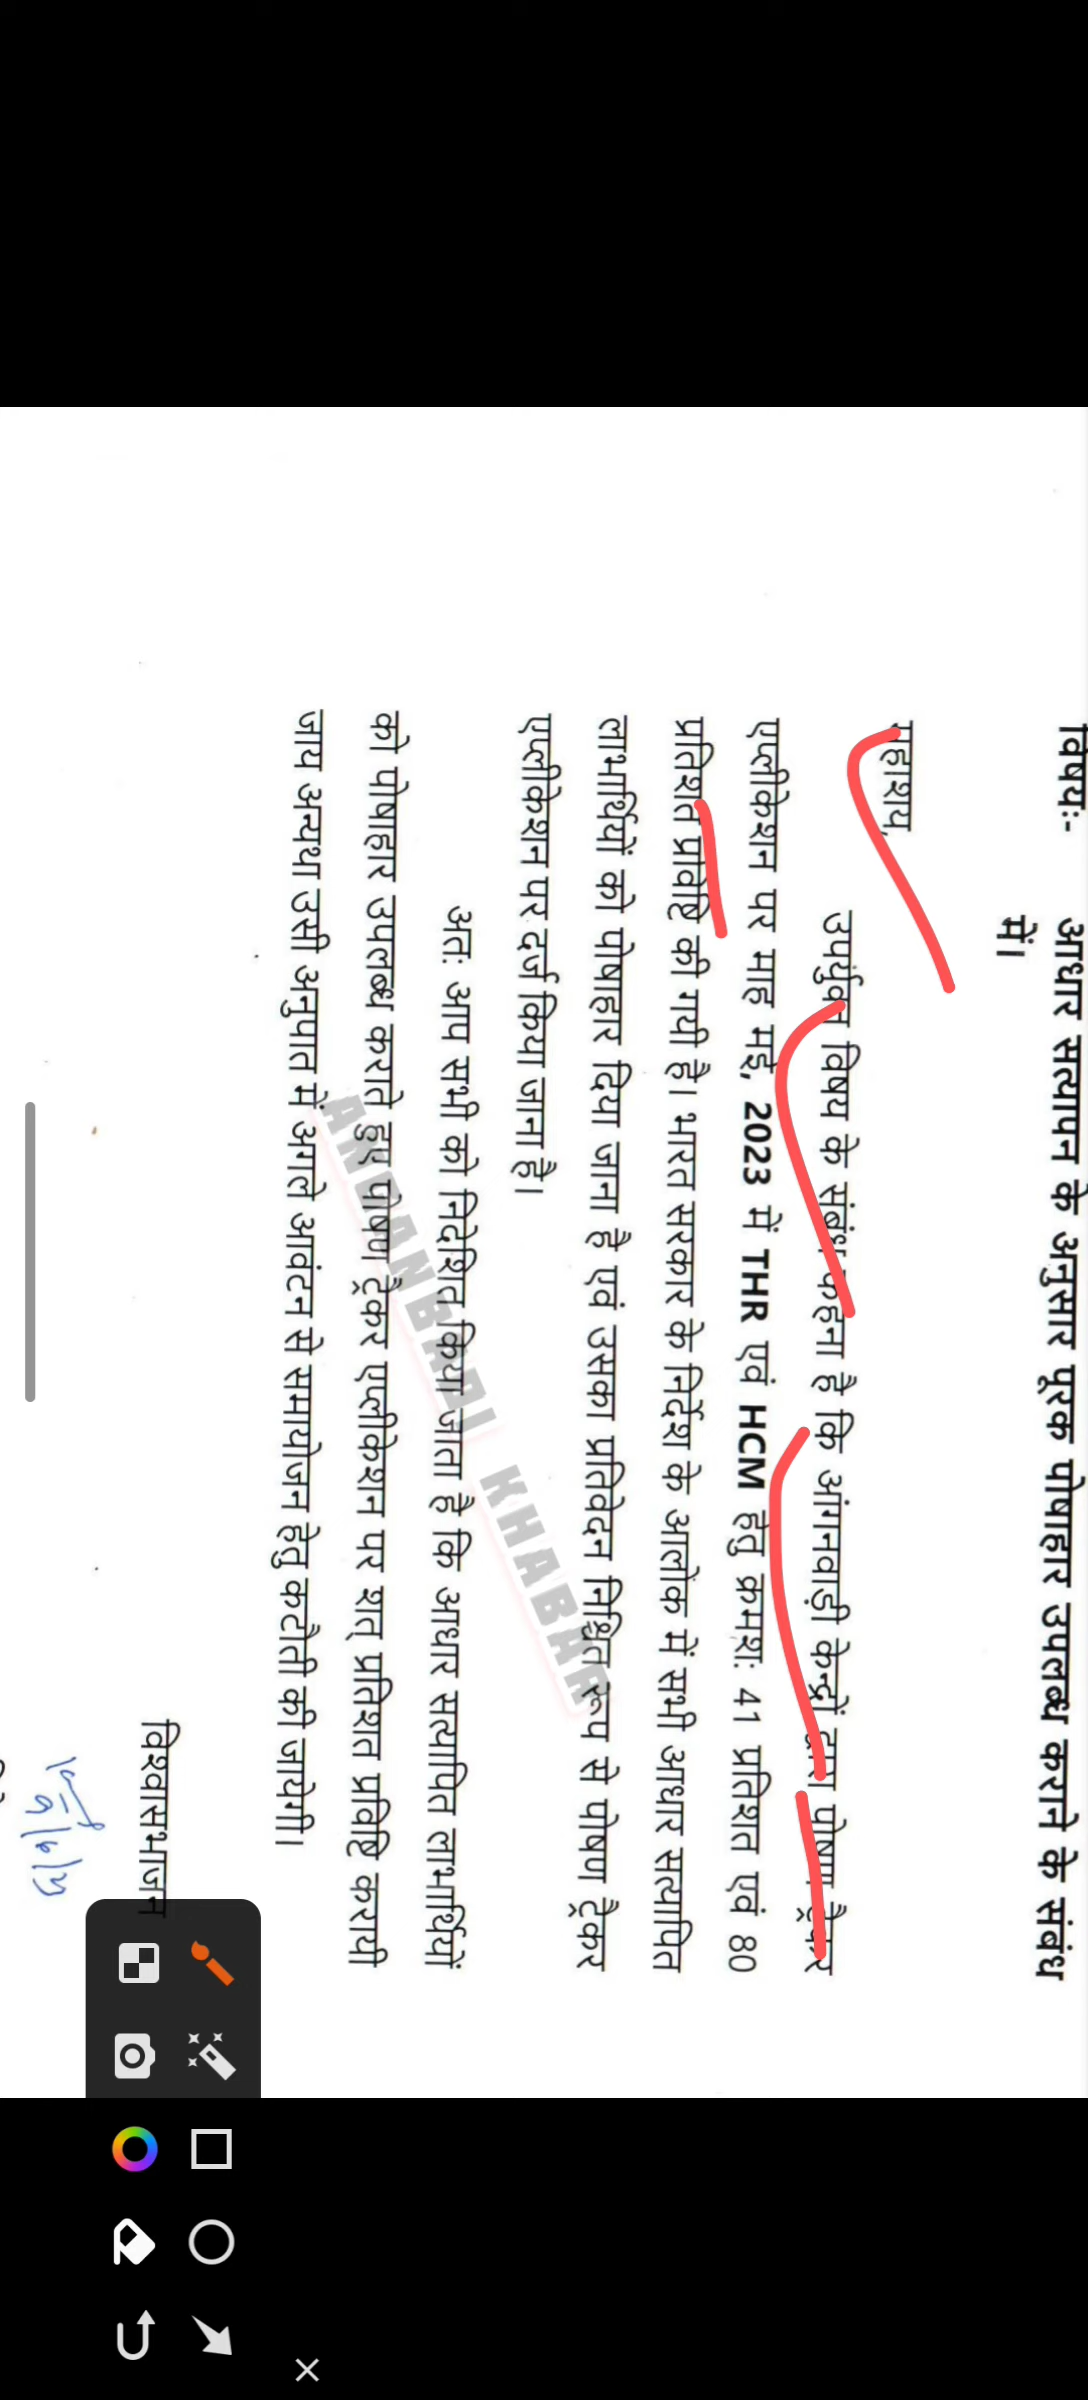 विषयः- आधार सत्यापन के अनुसार पूरक पोषाहार उपलब्ध कराने के संबंध
में।
महाशय,
उपर्युक्त विषय के संबंध कहना है कि आंगनवाड़ी केन्द्रों द्वारा पोषण ट्रैकर
एप्लीकेशन पर माह मई, 2023 में THR एवं HCM हेतु क्रमशः 41 प्रतिशत एवं 80
प्रतिशत प्रविष्टि की गयी है। भारत सरकार के निर्देश के आलोक में सभी आधार सत्यापित
लाभार्थियों को पोषाहार दिया जाना है एवं उसका प्रतिवेदन निश्चित रूप से पोषण ट्रैकर
एप्लीकेशन पर दर्ज किया जाना है।
अतः आप सभी को निदेशित किया जाता है कि आधार सत्यापित लाभार्थियों
को पोषाहार उपलब्ध कराते हुए पोषण ट्रैकर एप्लीकेशन पर शत् प्रतिशत प्रविष्टि करायी
जाय अन्यथा उसी अनुपात में अगले आवंटन से समायोजन हेतु कटौती की जायेगी।
विश्वासभाजन
ANGANBADI KHABAR